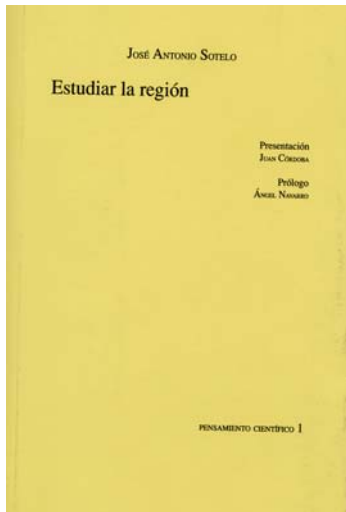 José Antonio Sotelo
Estudiar la región
Presentación
Juan Córdoba
Prólogo
Ángel Navarro
PENSAMIENTO CIENTÍFICO 1